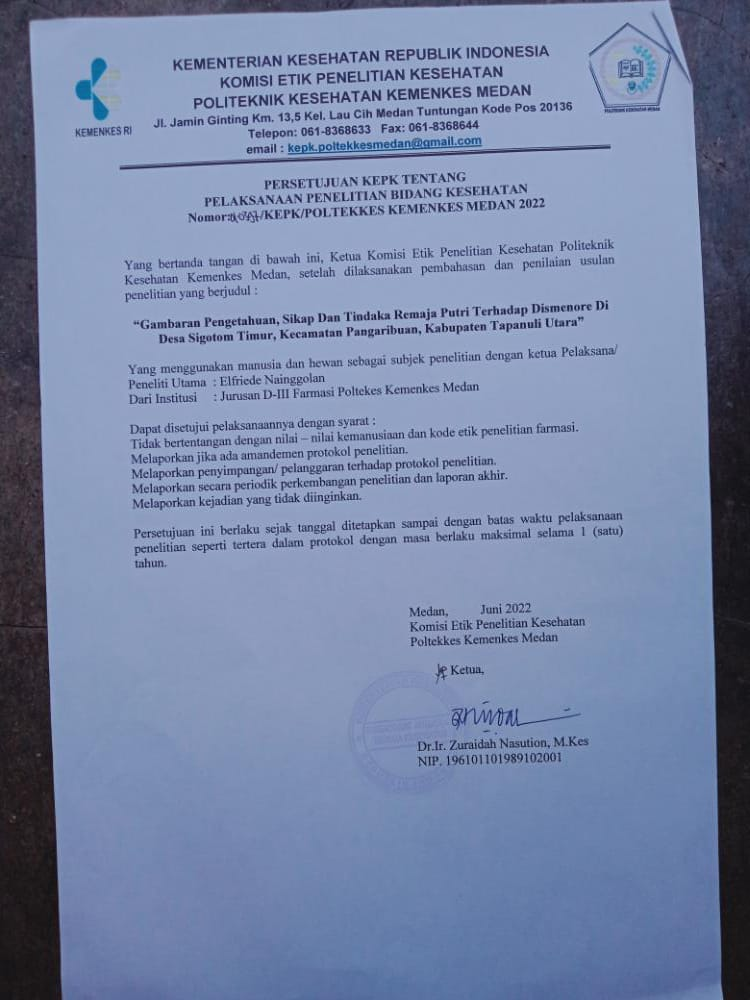 KEMENTERIAN KESEHATAN REPUBLIK INDONESIA
KOMISI ETIK PENELITIAN KESEHATAN
POLITEKNIK KESEHATAN KEMENKES MEDAN
Jl. Jamin Ginting Km. 13,5 Kel. Lau Cih Medan Tuntungan Kode Pos 20136
Telepon: 061-8368633 Fax: 061-8368644
email : kepk.poltekkesmedan@gmail.com
KEMENKES RI
POLITEKNIK KESEHATAN MEDAN
PERSETUJUAN KEPK TENTANG
PELAKSANAAN PENELITIAN BIDANG KESEHATAN
Nomor: /KEPK/POLTEKKES KEMENKES MEDAN 2022
Yang bertanda tangan di bawah ini, Ketua Komisi Etik Penelitian Kesehatan Politeknik
Kesehatan Kemenkes Medan, setelah dilaksanakan pembahasan dan penilaian usulan
penelitian yang berjudul :
“Gambaran Pengetahuan, Sikap Dan Tindaka Remaja Putri Terhadap Dismenore Di
Desa Sigotom Timur, Kecamatan Pangaribuan, Kabupaten Tapanuli Utara”
Yang menggunakan manusia dan hewan sebagai subjek penelitian dengan ketua Pelaksana/
Peneliti Utama : Elfriede Nainggolan
Dari Institusi : Jurusan D-III Farmasi Poltekes Kemenkes Medan
Dapat disetujui pelaksanaannya dengan syarat :
Tidak bertentangan dengan nilai – nilai kemanusiaan dan kode etik penelitian farmasi.
Melaporkan jika ada amandemen protokol penelitian.
Melaporkan penyimpangan/ pelanggaran terhadap protokol penelitian.
Melaporkan secara periodik perkembangan penelitian dan laporan akhir.
Melaporkan kejadian yang tidak diinginkan.
Persetujuan ini berlaku sejak tanggal ditetapkan sampai dengan batas waktu pelaksanaan
penelitian seperti tertera dalam protokol dengan masa berlaku maksimal selama 1 (satu)
tahun.
Medan, Juni 2022
Komisi Etik Penelitian Kesehatan
Poltekkes Kemenkes Medan
Ketua,
Dr.Ir. Zuraidah Nasution, M.Kes
NIP. 196101101989102001